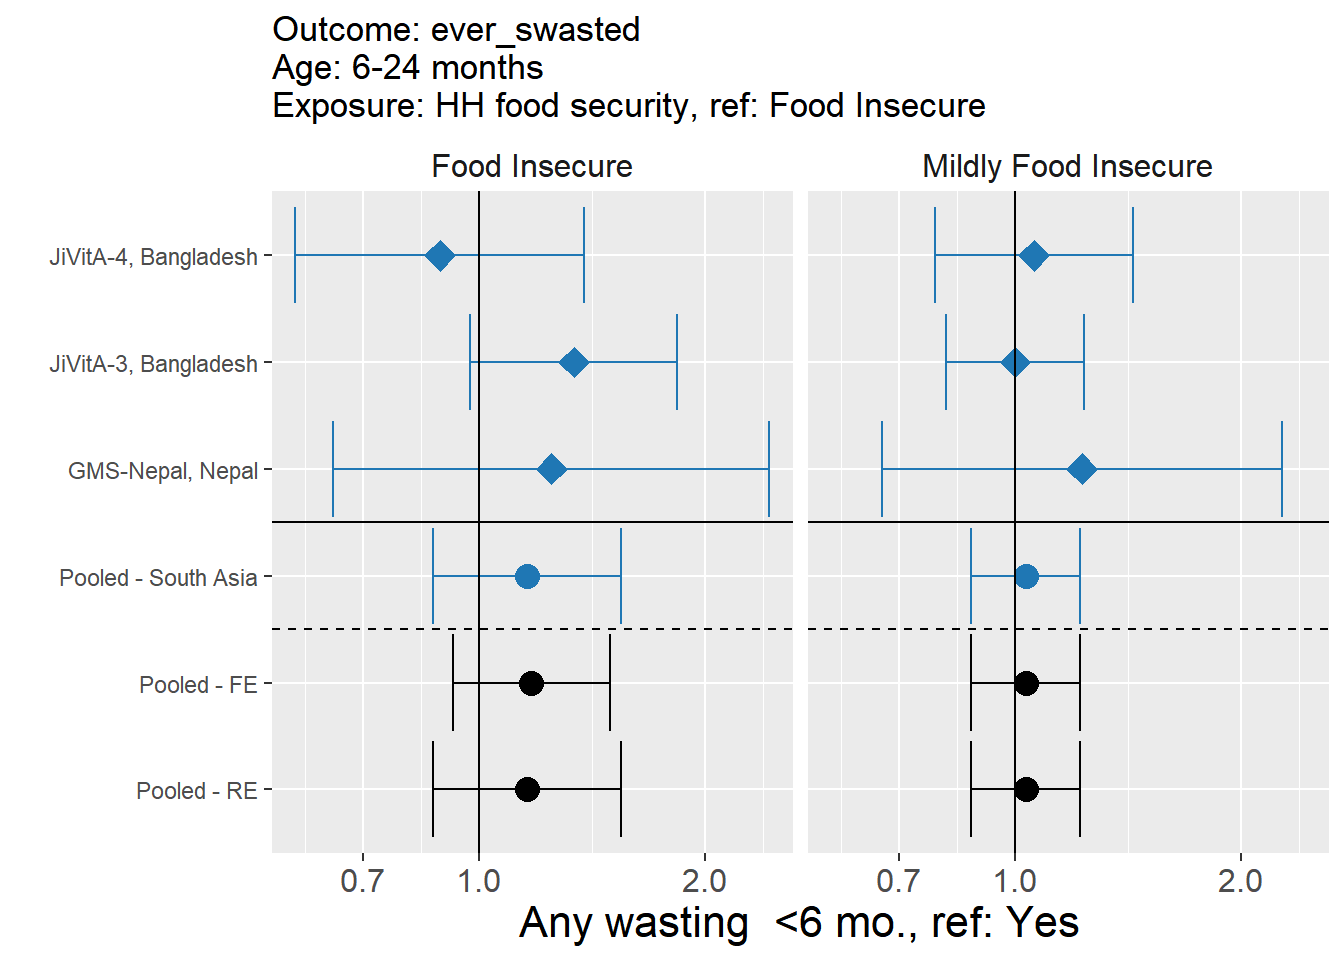 Outcome: ever_swasted
Age: 6-24 months
Exposure: HH food security, ref: Food Insecure
Food Insecure
Mildly Food Insecure
JiVitA-4, Bangladesh
JiVitA-3, Bangladesh
GMS-Nepal, Nepal
Pooled - South Asia
Pooled - FE
Pooled - RE
0.7 1.0 2.0
0.7 1.0 2.0
Any wasting <6 mo., ref: Yes